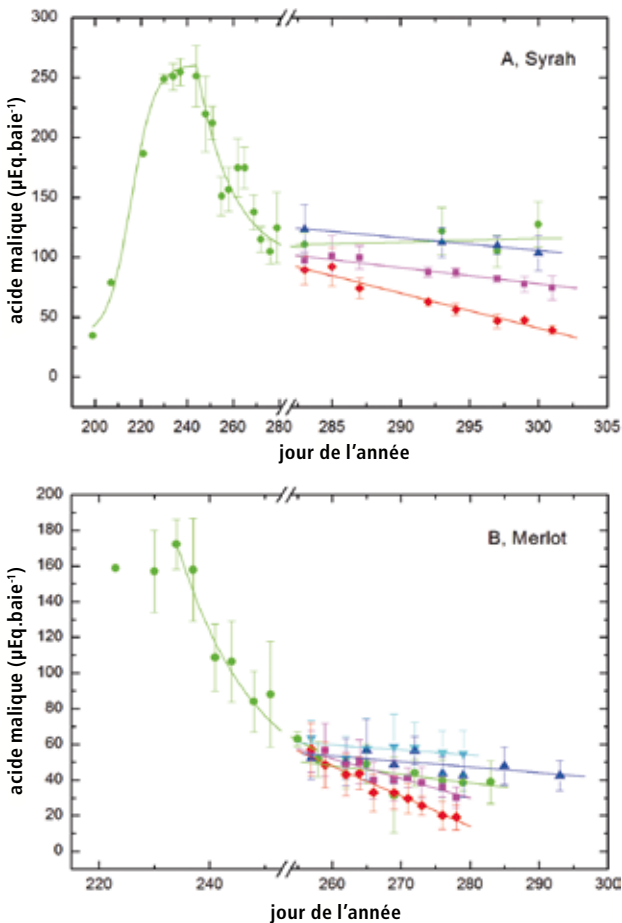 A, Syrah
acide malique (µEq.baie⁻¹)
300
250
200
150
100
50
0
200 210 220 230 240 250 260 280 285 290 295 300 305
jour de l'année
B, Merlot
acide malique (µEq.baie⁻¹)
200
180
160
140
120
100
80
60
40
20
0
220 240 260 270 280 290 300
jour de l'année